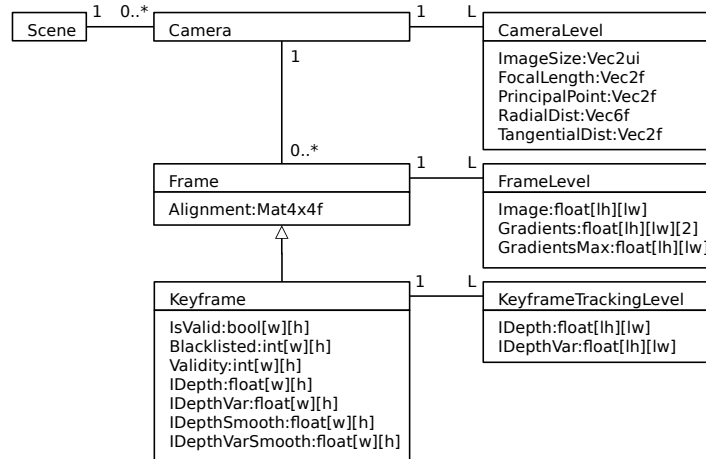 Scene
1
0..*
Camera
1
L
CameraLevel
ImageSize:Vec2ui
FocalLength:Vec2f
PrincipalPoint:Vec2f
RadialDist:Vec6f
TangentialDist:Vec2f
1
0..*
Frame
Alignment:Mat4x4f
1
L
FrameLevel
Image:float[lh][lw]
Gradients:float[lh][lw][2]
GradientsMax:float[lh][lw]
Keyframe
IsValid:bool[w][h]
Blacklisted:int[w][h]
Validity:int[w][h]
IDepth:float[w][h]
IDepthVar:float[w][h]
IDepthSmooth:float[w][h]
IDepthVarSmooth:float[w][h]
1
L
KeyframeTrackingLevel
IDepth:float[lh][lw]
IDepthVar:float[lh][lw]